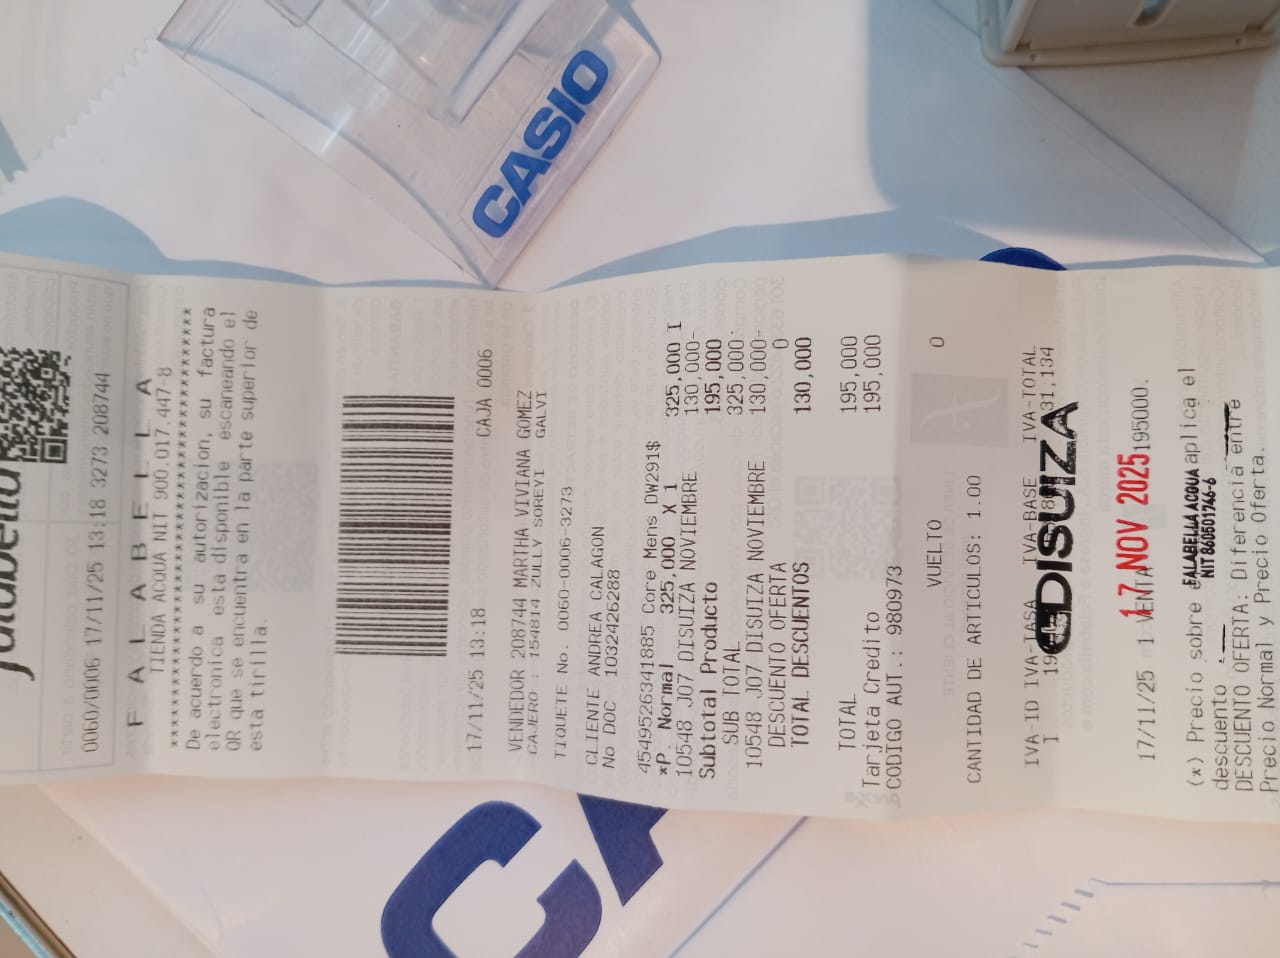 CASIO
falabella
0060/0006 17/11/25 13:18 3273 208744
F A L A B E L L A
TIENDA ACQUA NIT 900.017.447-8
****************************************
De acuerdo a su autorizacion, su factura
electronica esta disponible escaneando el
QR que se encuentra en la parte superior de
esta tirilla.
17/11/25 13:18 CAJA 0006
VENDEDOR 208744 MARTHA VIVIANA GOMEZ
CAJERO : 154814 ZULLY SOREYI GALVI
TIQUETE No. 0060-0006-3273
CLIENTE ANDREA CALAGON
No DOC 1032426288
4549526341885 Core Mens DW291$
*P. Normal 325,000 X 1 325,000 I
10548 J07 DISUIZA NOVIEMBRE 130,000-
Subtotal Producto 195,000
SUB TOTAL 325,000
10548 J07 DISUIZA NOVIEMBRE 130,000-
DESCUENTO OFERTA 0
TOTAL DESCUENTOS 130,000
TOTAL 195,000
Tarjeta Credito 195,000
CODIGO AUT.: 980973
VUELTO 0
CANTIDAD DE ARTICULOS: 1.00
IVA-ID IVA-TASA IVA-BASE IVA-TOTAL
I 19 31,134
DISUIZA
17 NOV 2025
17/11/25 VENTA 195000.
FALABELLA ACQUA
NIT 860501746-6
(*) Precio sobre el aplica el
descuento
DESCUENTO OFERTA: Diferencia entre
Precio Normal y Precio Oferta.
CA